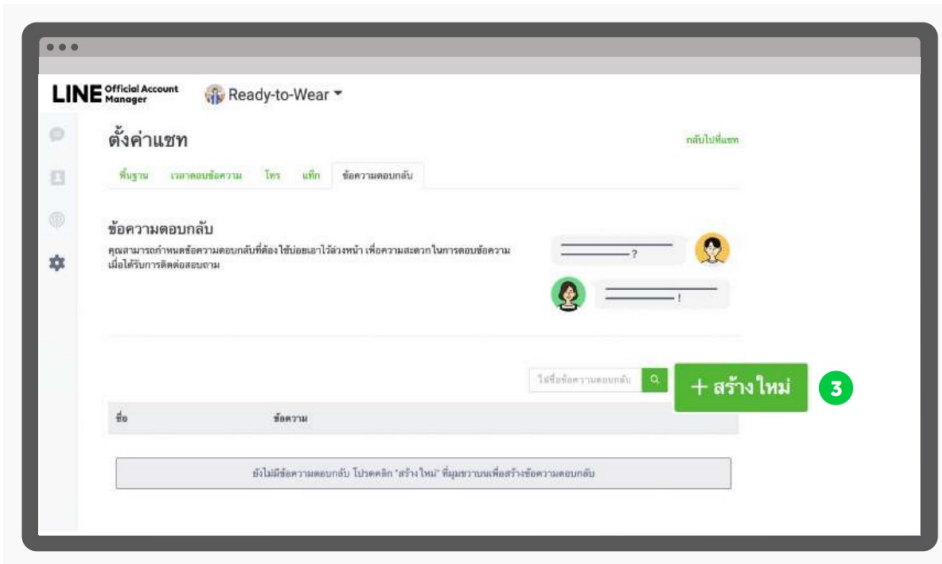 LINE Official Account Manager Ready-to-Wear
ตั้งค่าแชท
กลับไปที่แชท
พื้นฐาน เวลาตอบข้อความ โทร แท็ก ข้อความตอบกลับ
ข้อความตอบกลับ
คุณสามารถกำหนดข้อความตอบกลับที่ต้องใช้บ่อยเอาไว้ล่วงหน้า เพื่อความสะดวกในการตอบข้อความ
เมื่อได้รับการติดต่อสอบถาม
?
!
ใส่ชื่อข้อความตอบกลับ
+ สร้างใหม่ 3
ชื่อ ข้อความ
ยังไม่มีข้อความตอบกลับ โปรดคลิก "สร้างใหม่" ที่มุมขวาบนเพื่อสร้างข้อความตอบกลับ